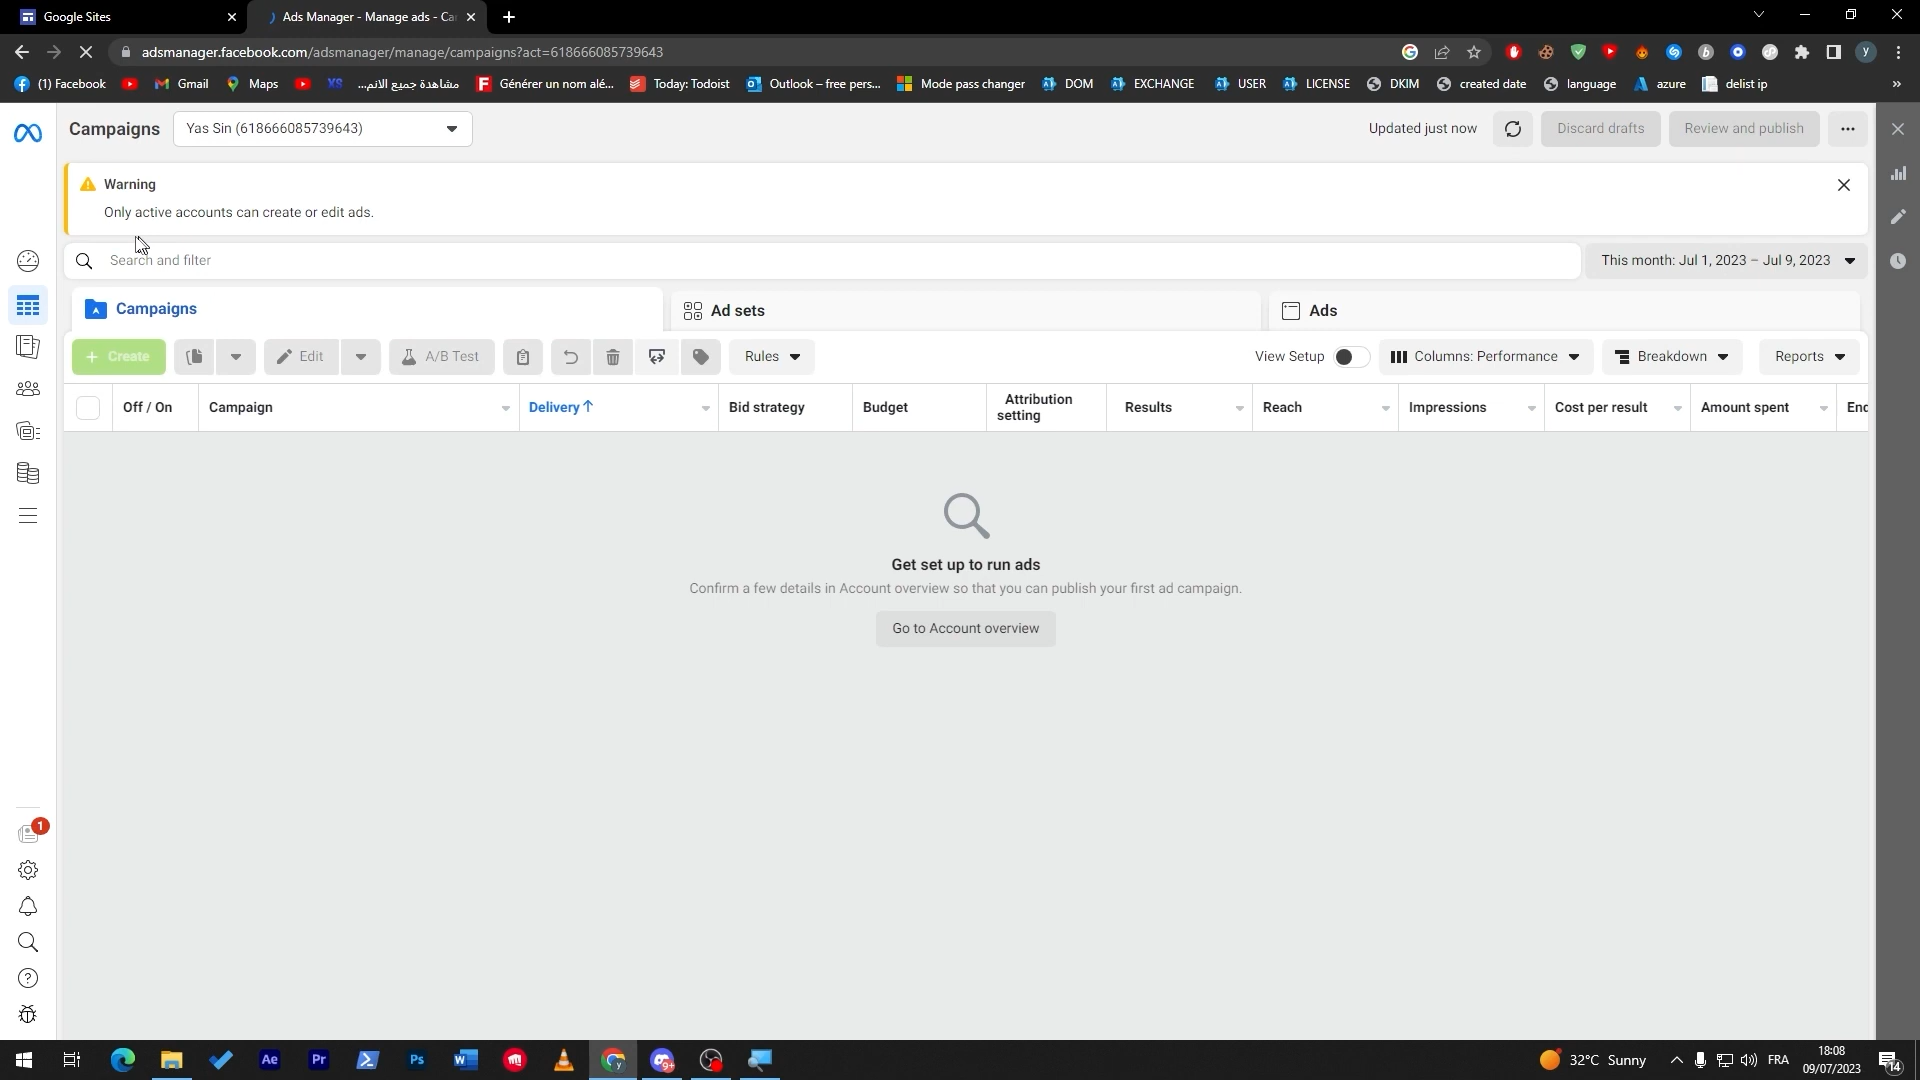 Google Sites
Ads Manager - Manage ads - Ca
adsmanager.facebook.com/adsmanager/manage/campaigns?act=618666085739643
y
(1) Facebook
Gmail
Maps
XS
مشاهدة جميع الانم...
Générer un nom alé...
Today: Todoist
Outlook – free pers...
Mode pass changer
DOM
EXCHANGE
USER
LICENSE
DKIM
created date
language
azure
delist ip
»
Campaigns
Yas Sin (618666085739643)
Updated just now
Discard drafts
Review and publish
Warning
Only active accounts can create or edit ads.
Search and filter
This month: Jul 1, 2023 – Jul 9, 2023
Campaigns
Ad sets
Ads
+ Create
Edit
A/B Test
Rules
View Setup
Columns: Performance
Breakdown
Reports
Off / On
Campaign
Delivery ↑
Bid strategy
Budget
Attribution
setting
Results
Reach
Impressions
Cost per result
Amount spent
End
Get set up to run ads
Confirm a few details in Account overview so that you can publish your first ad campaign.
Go to Account overview
1
Ae
Pr
Ps
W
9+
32°C Sunny
FRA
18:08
09/07/2023
14